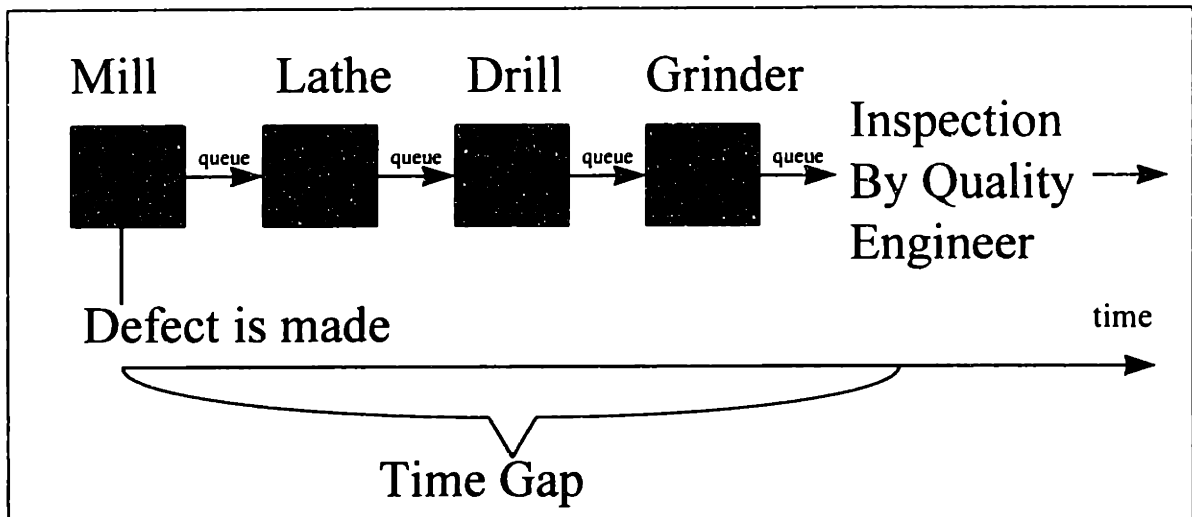 Mill
Lathe
Drill
Grinder
queue
queue
queue
queue
Inspection
By Quality
Engineer
Defect is made
time
Time Gap